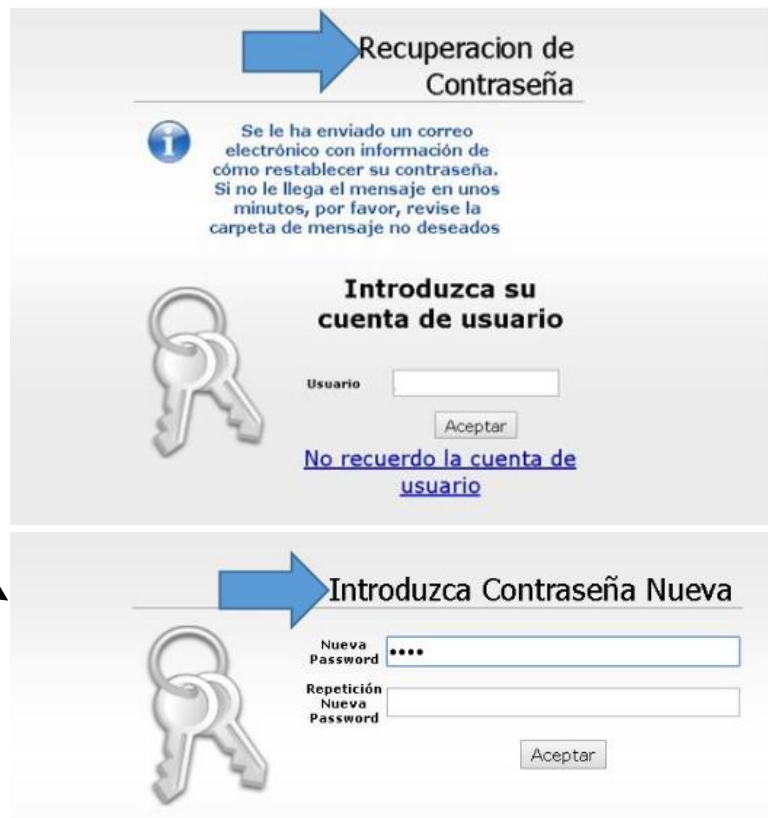 Recuperacion de
Contraseña
Se le ha enviado un correo
electrónico con información de
cómo restablecer su contraseña.
Si no le llega el mensaje en unos
minutos, por favor, revise la
carpeta de mensaje no deseados
Introduzca su
cuenta de usuario
Usuario
Aceptar
No recuerdo la cuenta de
usuario
Introduzca Contraseña Nueva
Nueva
Password
••••
Repetición
Nueva
Password
Aceptar